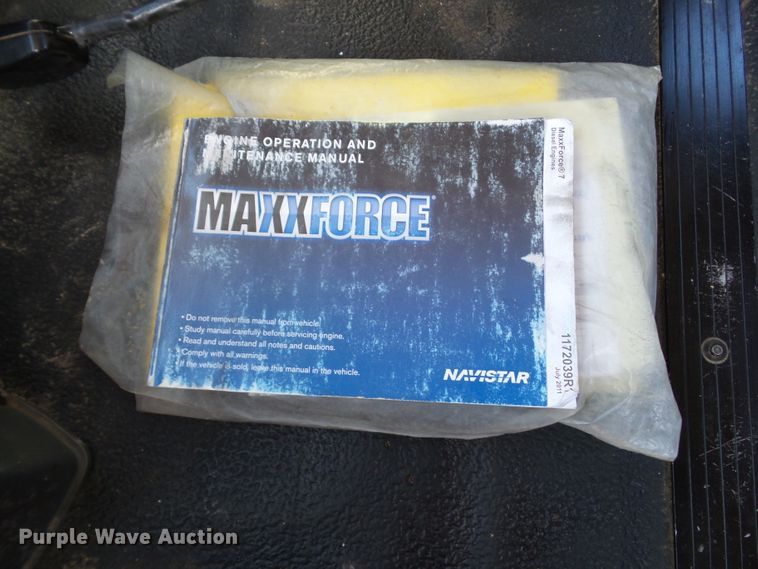 ENGINE OPERATION AND
MAINTENANCE MANUAL
MAXXFORCE®
• Do not remove this manual from vehicle.
• Study manual carefully before servicing engine.
• Read and understand all notes and cautions.
• Comply with all warnings.
• If the vehicle is sold, leave this manual in the vehicle.
NAVISTAR
MaxxForce® 7
Diesel Engines
1172039R1
July 2011
Purple Wave Auction